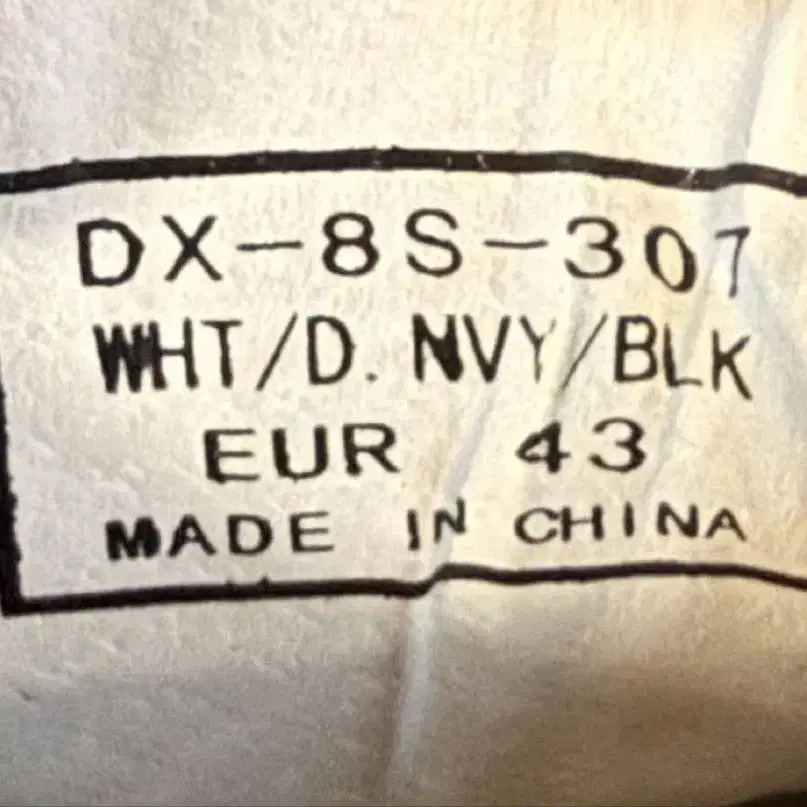 DX-8S-307
WHT/D. NVY/BLK
EUR 43
MADE IN CHINA